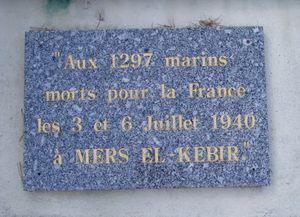 "Aux 1297 marins
morts pour la France
les 3 et 6 Juillet 1940
à MERS EL-KEBIR."